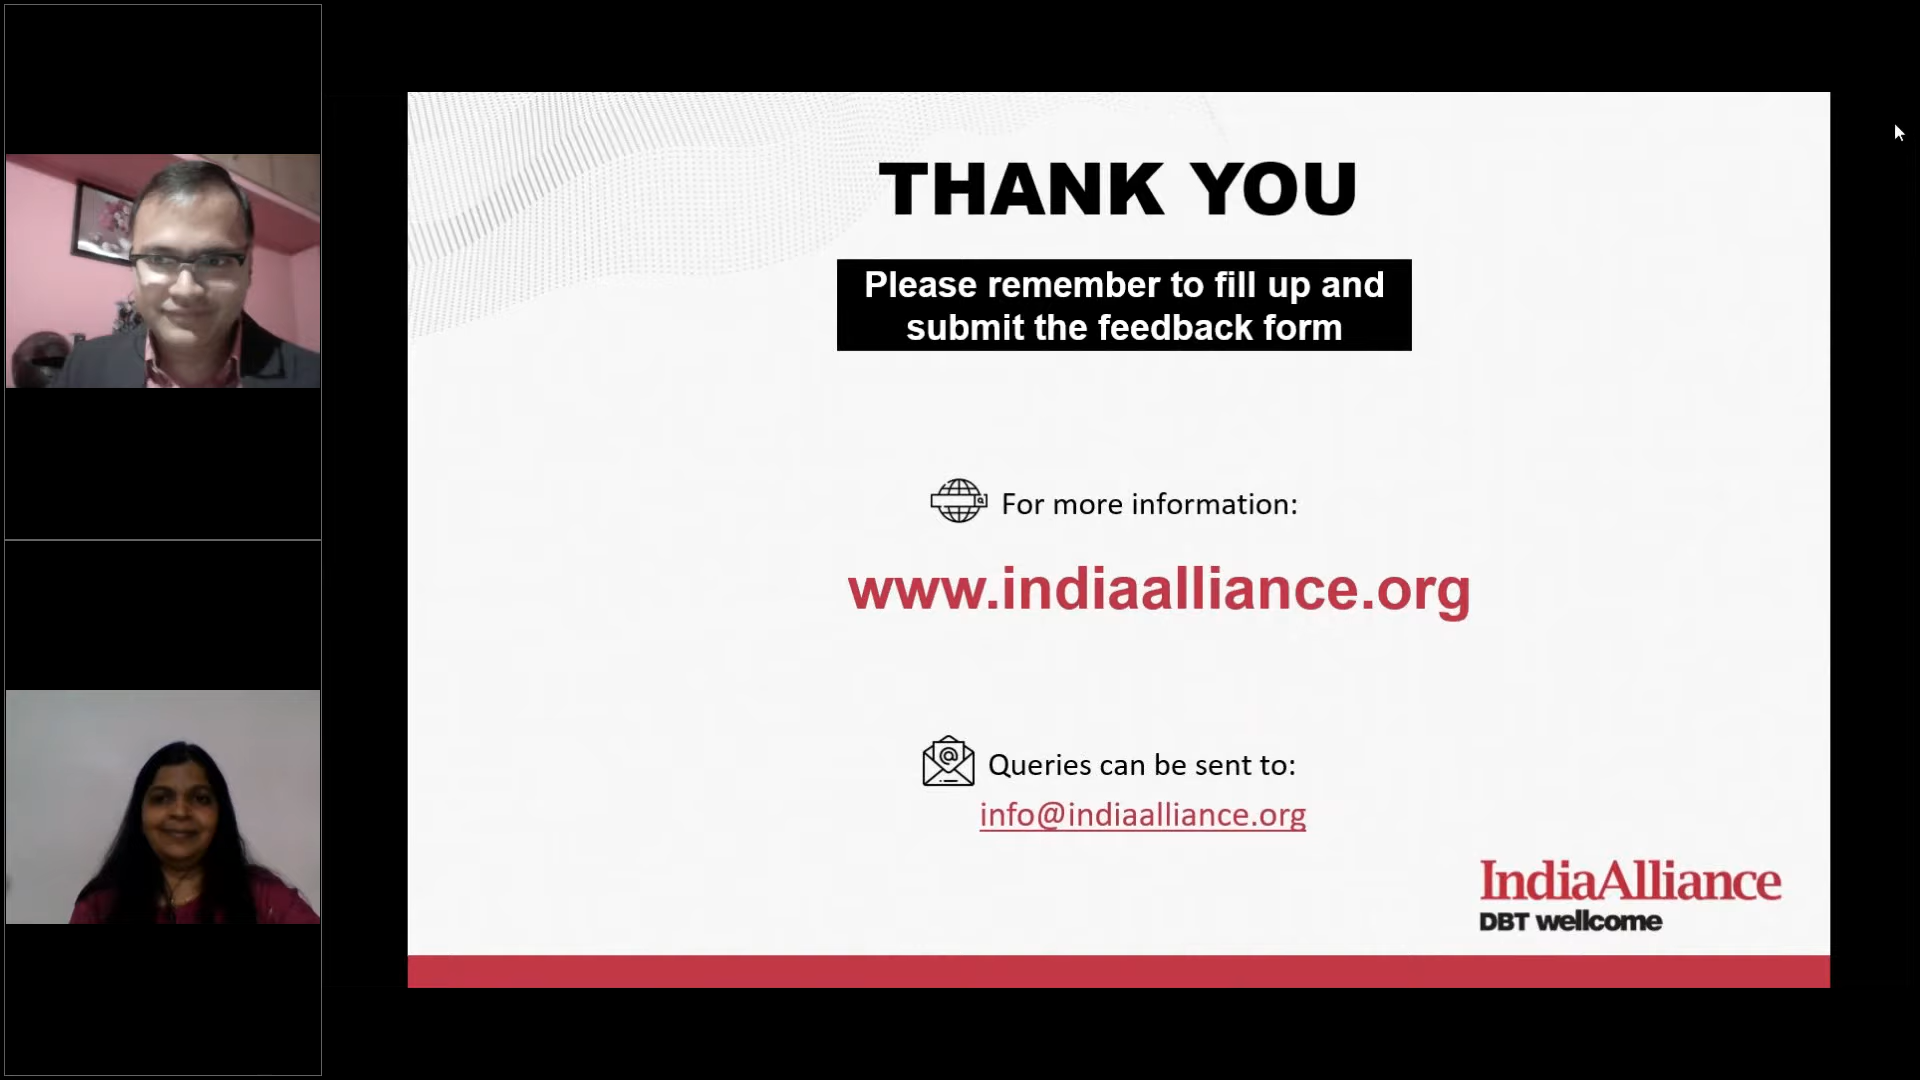 THANK YOU
Please remember to fill up and
submit the feedback form
For more information:
www.indiaalliance.org
Queries can be sent to:
info@indiaalliance.org
IndiaAlliance
DBT wellcome